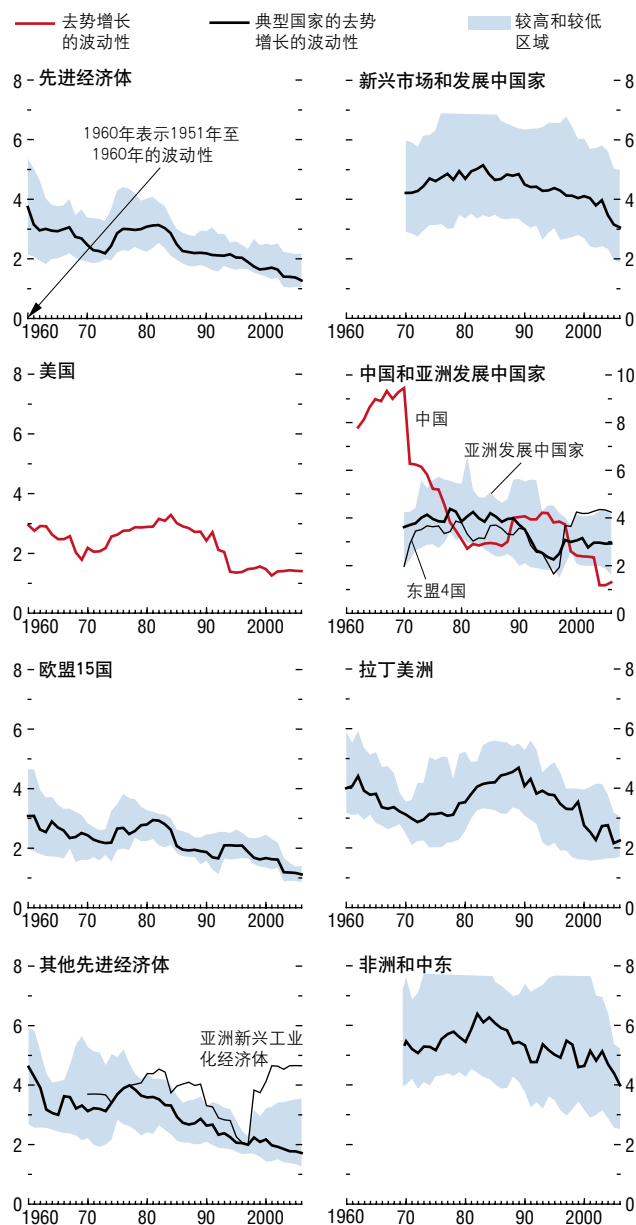 去势增长
的波动性
典型国家的去势
增长的波动性
较高和较低
区域
先进经济体
8
6
4
2
0
1960年表示1951年至
1960年的波动性
1960 70 80 90 2000
新兴市场和发展中国家
8
6
4
2
0
1960 70 80 90 2000
美国
8
6
4
2
0
1960 70 80 90 2000
中国和亚洲发展中国家
10
8
6
4
2
0
中国
亚洲发展中国家
东盟4国
1960 70 80 90 2000
欧盟15国
8
6
4
2
0
1960 70 80 90 2000
拉丁美洲
8
6
4
2
0
1960 70 80 90 2000
其他先进经济体
8
6
4
2
0
亚洲新兴工业
化经济体
1960 70 80 90 2000
非洲和中东
8
6
4
2
0
1960 70 80 90 2000